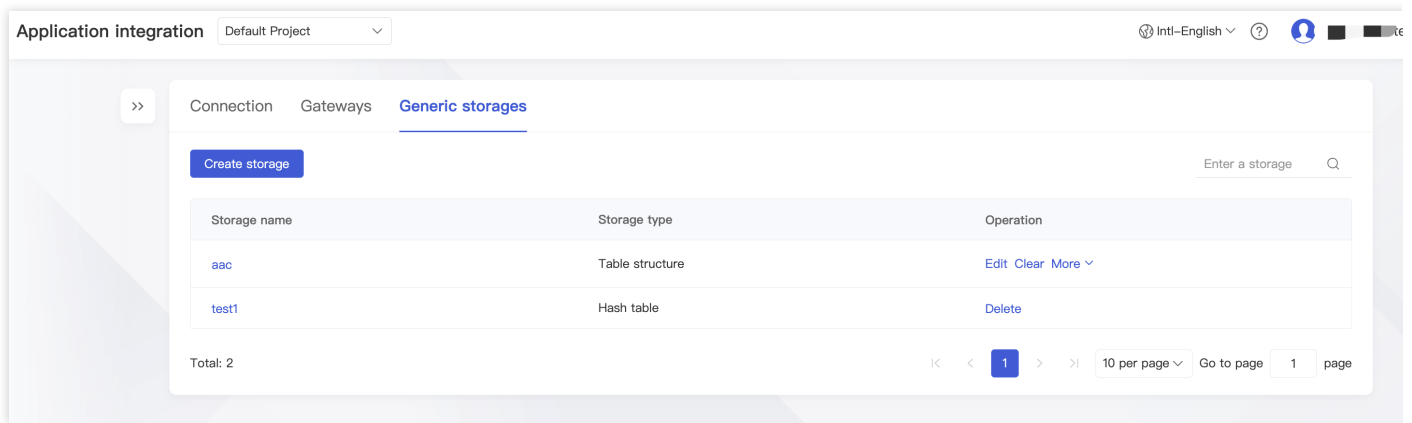 Application integration Default Project Intl-English
Connection Gateways Generic storages
Create storage Enter a storage
Storage name Storage type Operation
aac Table structure Edit Clear More
test1 Hash table Delete
Total: 2 1 10 per page Go to page 1 page